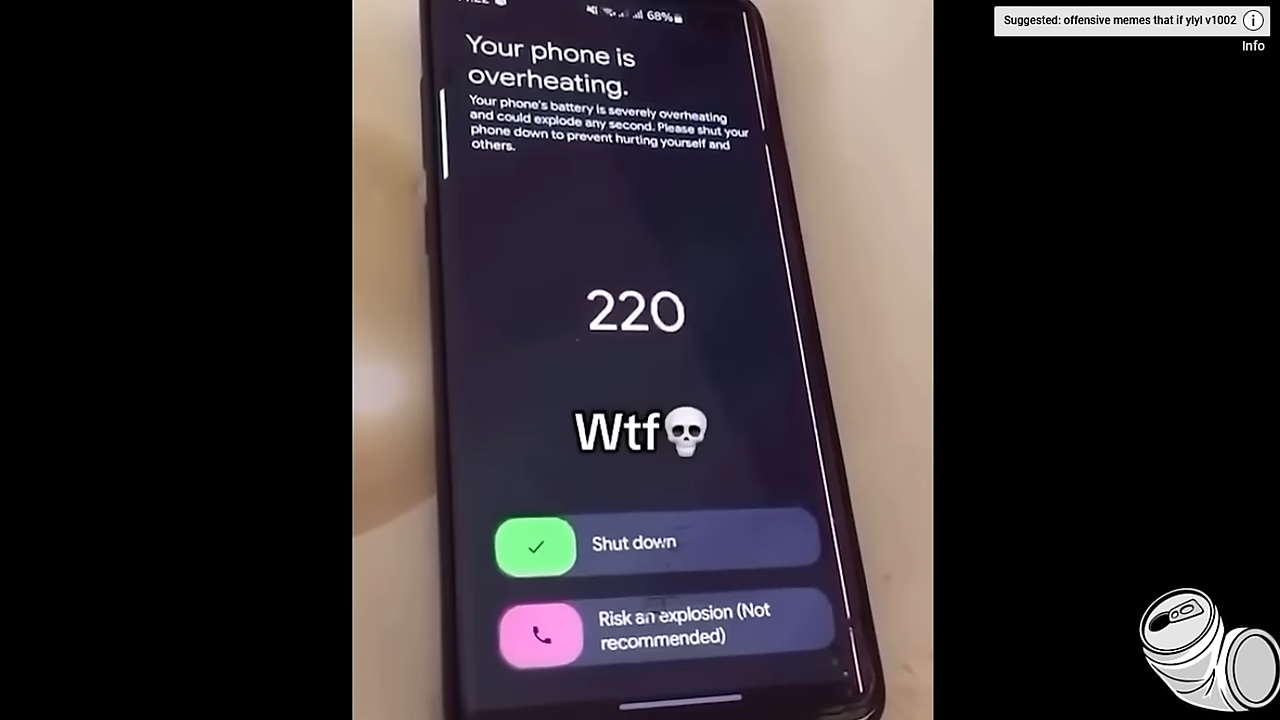 68%
Suggested: offensive memes that if ylyl v1002
Info
Your phone is
overheating.
Your phone's battery is severely overheating
and could explode any second. Please shut your
phone down to prevent hurting yourself and
others.
220
Wtf💀
Shut down
Risk an explosion (Not
recommended)